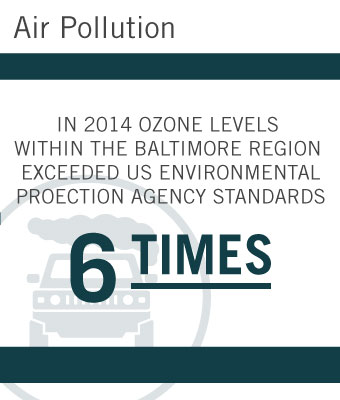 Air Pollution
IN 2014 OZONE LEVELS
WITHIN THE BALTIMORE REGION
EXCEEDED US ENVIRONMENTAL
PROECTION AGENCY STANDARDS
6 TIMES